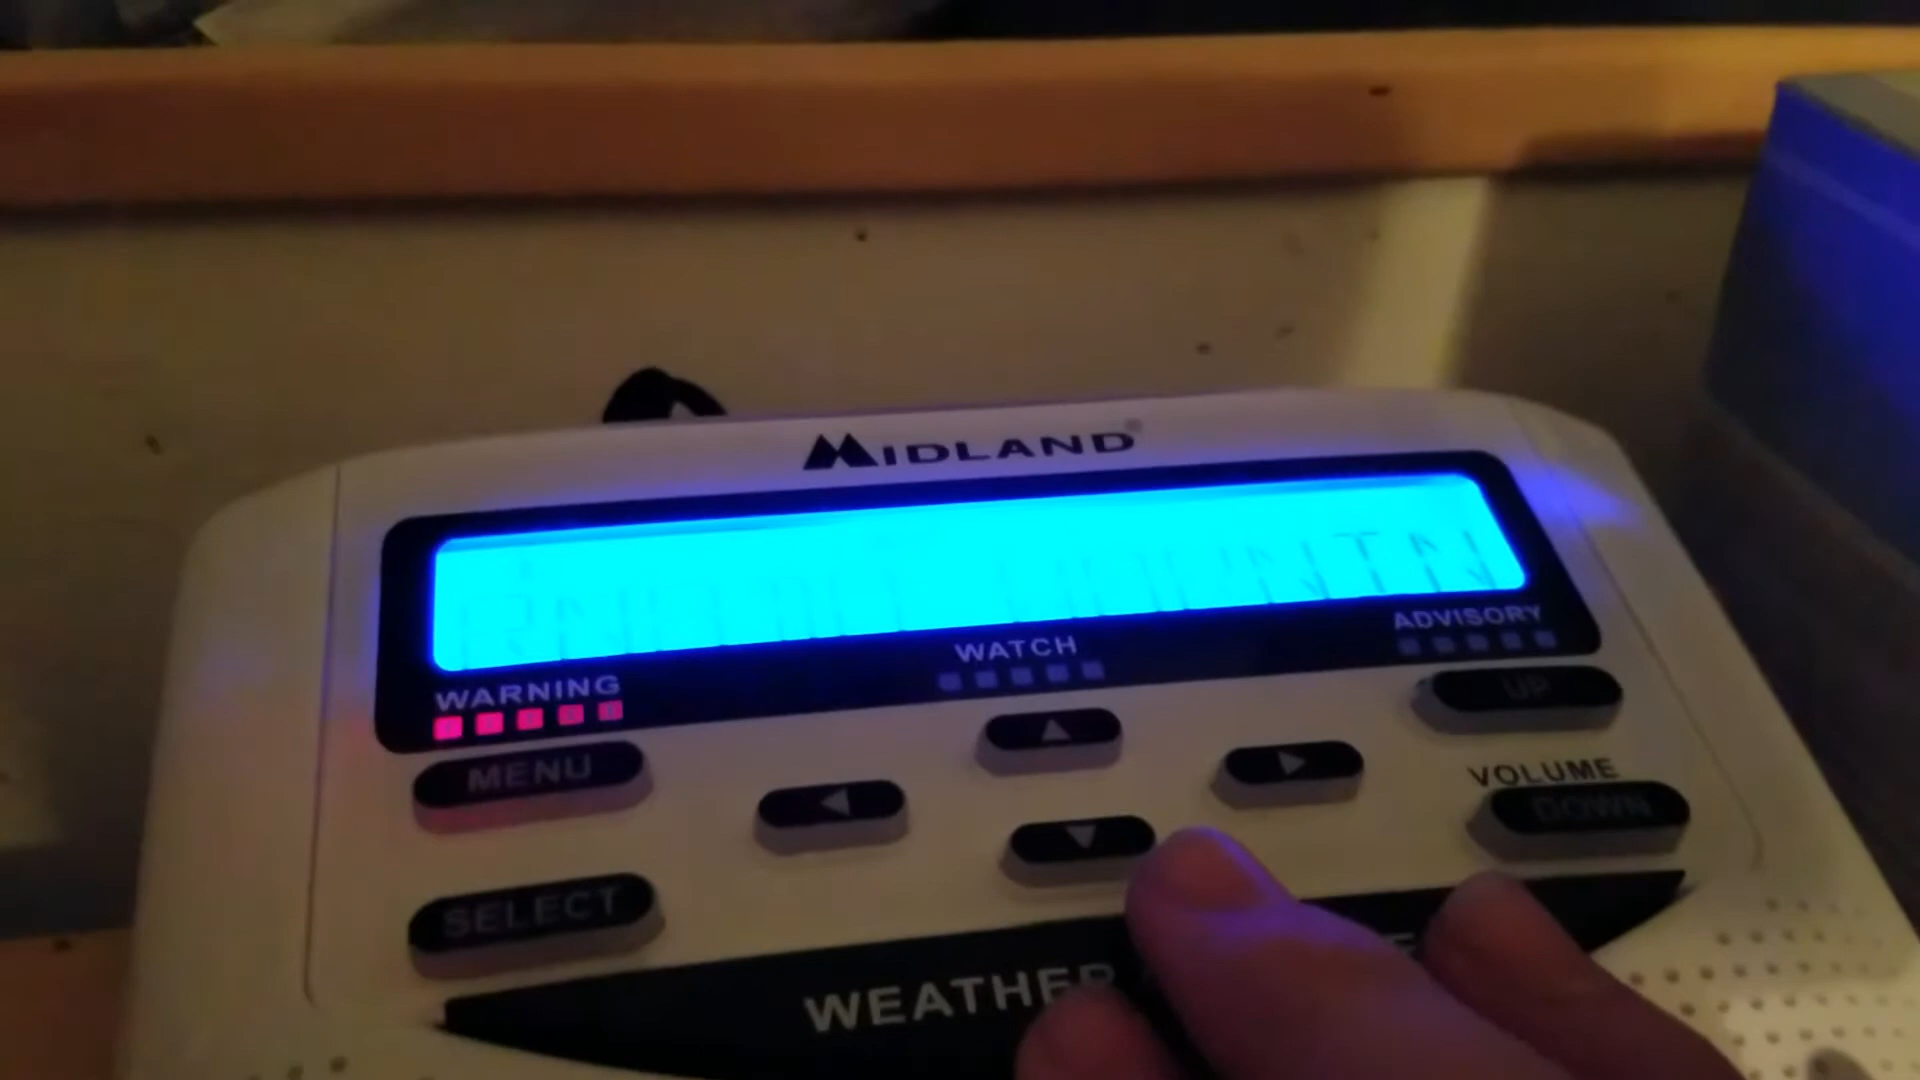 MIDLAND
WARNING
WATCH
ADVISORY
UP
MENU
VOLUME
DOWN
SELECT
WEATHER